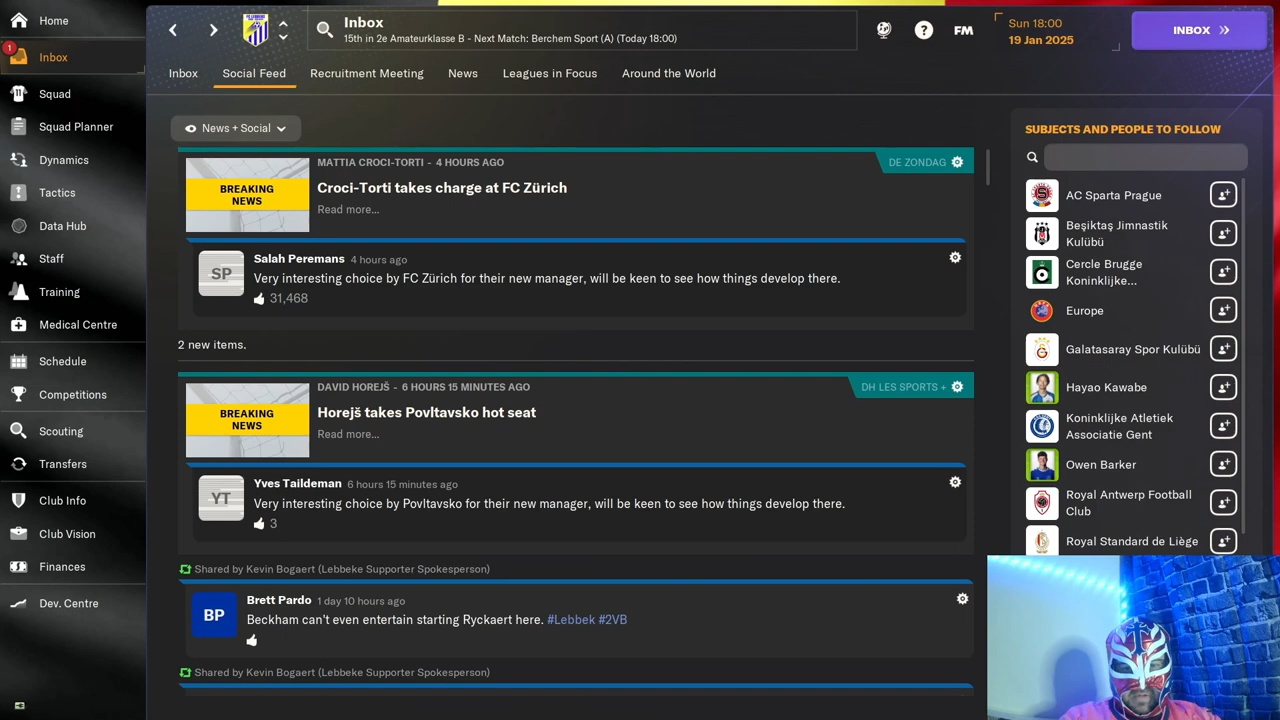 Home
1
Inbox
Squad
Squad Planner
Dynamics
Tactics
Data Hub
Staff
Training
Medical Centre
Schedule
Competitions
Scouting
Transfers
Club Info
Club Vision
Finances
Dev. Centre
Inbox
15th in 2e Amateurklasse B - Next Match: Berchem Sport (A) (Today 18:00)
?
FM
Sun 18:00
19 Jan 2025
INBOX
Inbox
Social Feed
Recruitment Meeting
News
Leagues in Focus
Around the World
News + Social
MATTIA CROCI-TORTI - 4 HOURS AGO
DE ZONDAG
BREAKING
NEWS
Croci-Torti takes charge at FC Zürich
Read more...
SP
Salah Peremans 4 hours ago
Very interesting choice by FC Zürich for their new manager, will be keen to see how things develop there.
31,468
2 new items.
DAVID HOREJŠ - 6 HOURS 15 MINUTES AGO
DH LES SPORTS +
BREAKING
NEWS
Horejš takes Povltavsko hot seat
Read more...
YT
Yves Taildeman 6 hours 15 minutes ago
Very interesting choice by Povltavsko for their new manager, will be keen to see how things develop there.
3
Shared by Kevin Bogaert (Lebbeke Supporter Spokesperson)
BP
Brett Pardo 1 day 10 hours ago
Beckham can't even entertain starting Ryckaert here. #Lebbek #2VB
Shared by Kevin Bogaert (Lebbeke Supporter Spokesperson)
SUBJECTS AND PEOPLE TO FOLLOW
AC Sparta Prague
Beşiktaş Jimnastik
Kulübü
Cercle Brugge
Koninklijke...
Europe
Galatasaray Spor Kulübü
Hayao Kawabe
Koninklijke Atletiek
Associatie Gent
Owen Barker
Royal Antwerp Football
Club
Royal Standard de Liège